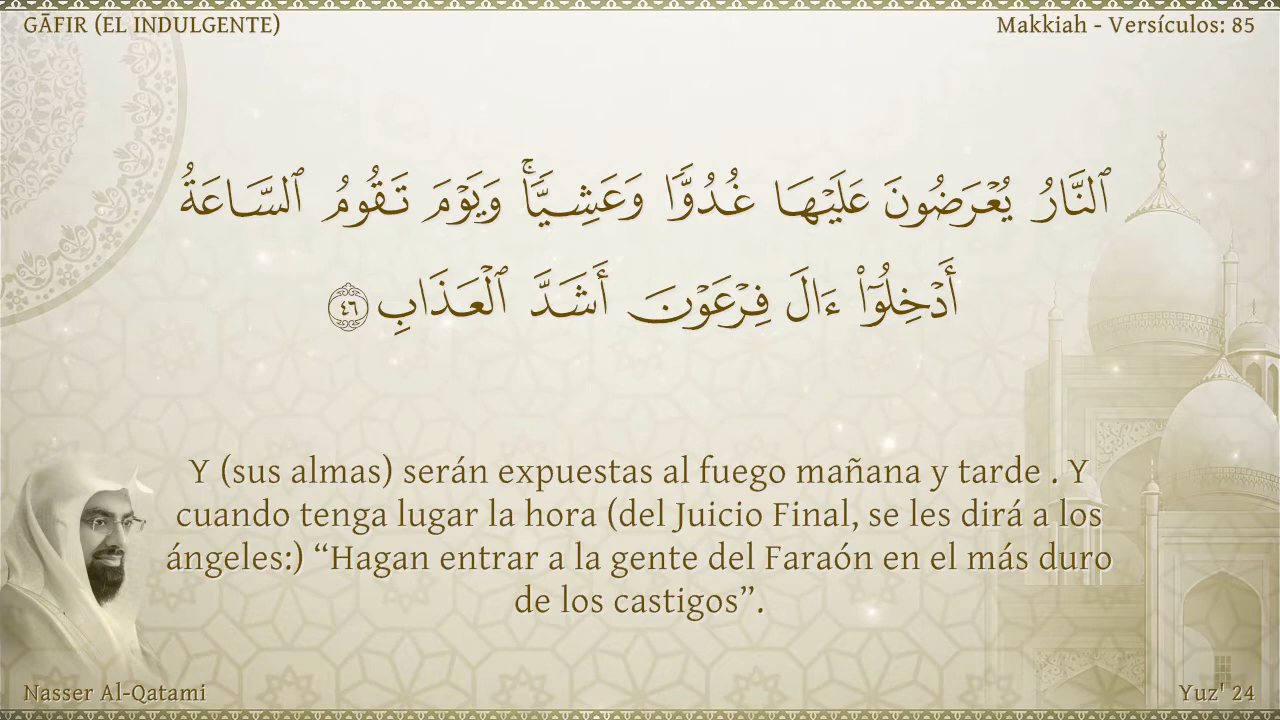 GĀFIR (EL INDULGENTE)
Makkiah - Versículos: 85
ٱلنَّارُ يُعْرَضُونَ عَلَيْهَا غُدُوًّا وَعَشِيًّاۚ وَيَوْمَ تَقُومُ ٱلسَّاعَةُ
أَدْخِلُوٓا۟ ءَالَ فِرْعَوْنَ أَشَدَّ ٱلْعَذَابِ ٤٦
Y (sus almas) serán expuestas al fuego mañana y tarde . Y
cuando tenga lugar la hora (del Juicio Final, se les dirá a los
ángeles:) “Hagan entrar a la gente del Faraón en el más duro
de los castigos”.
Nasser Al-Qatami
Yuz' 24